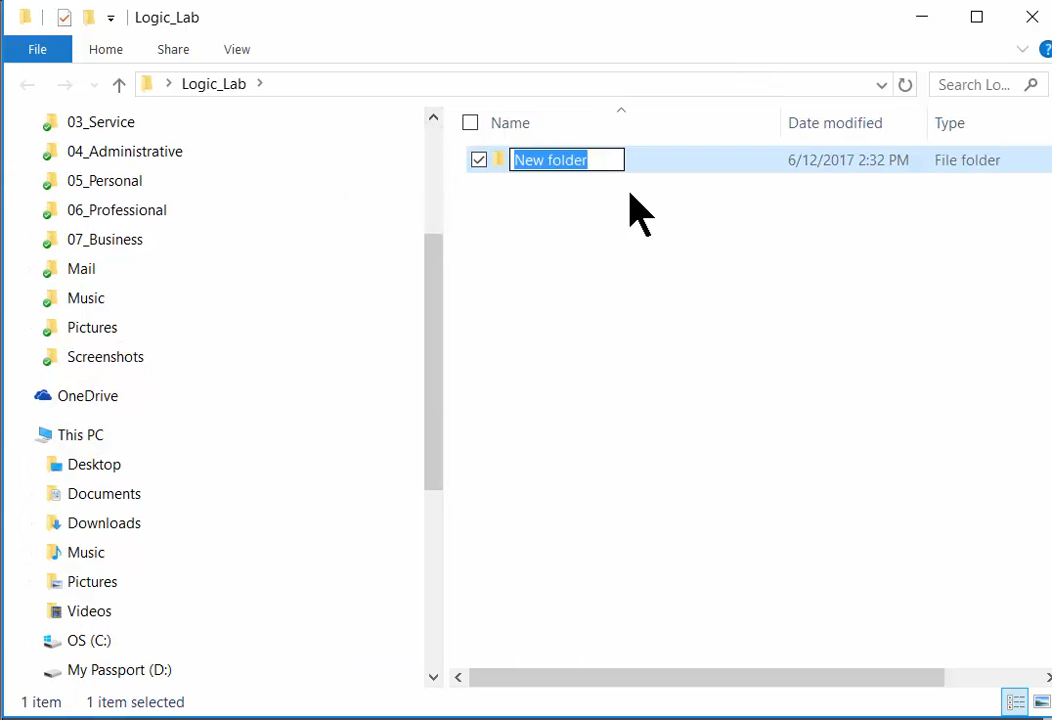 Logic_Lab
File Home Share View ?
Logic_Lab Search Lo...
Name Date modified Type
New folder 6/12/2017 2:32 PM File folder
03_Service
04_Administrative
05_Personal
06_Professional
07_Business
Mail
Music
Pictures
Screenshots
OneDrive
This PC
Desktop
Documents
Downloads
Music
Pictures
Videos
OS (C:)
My Passport (D:)
1 item 1 item selected